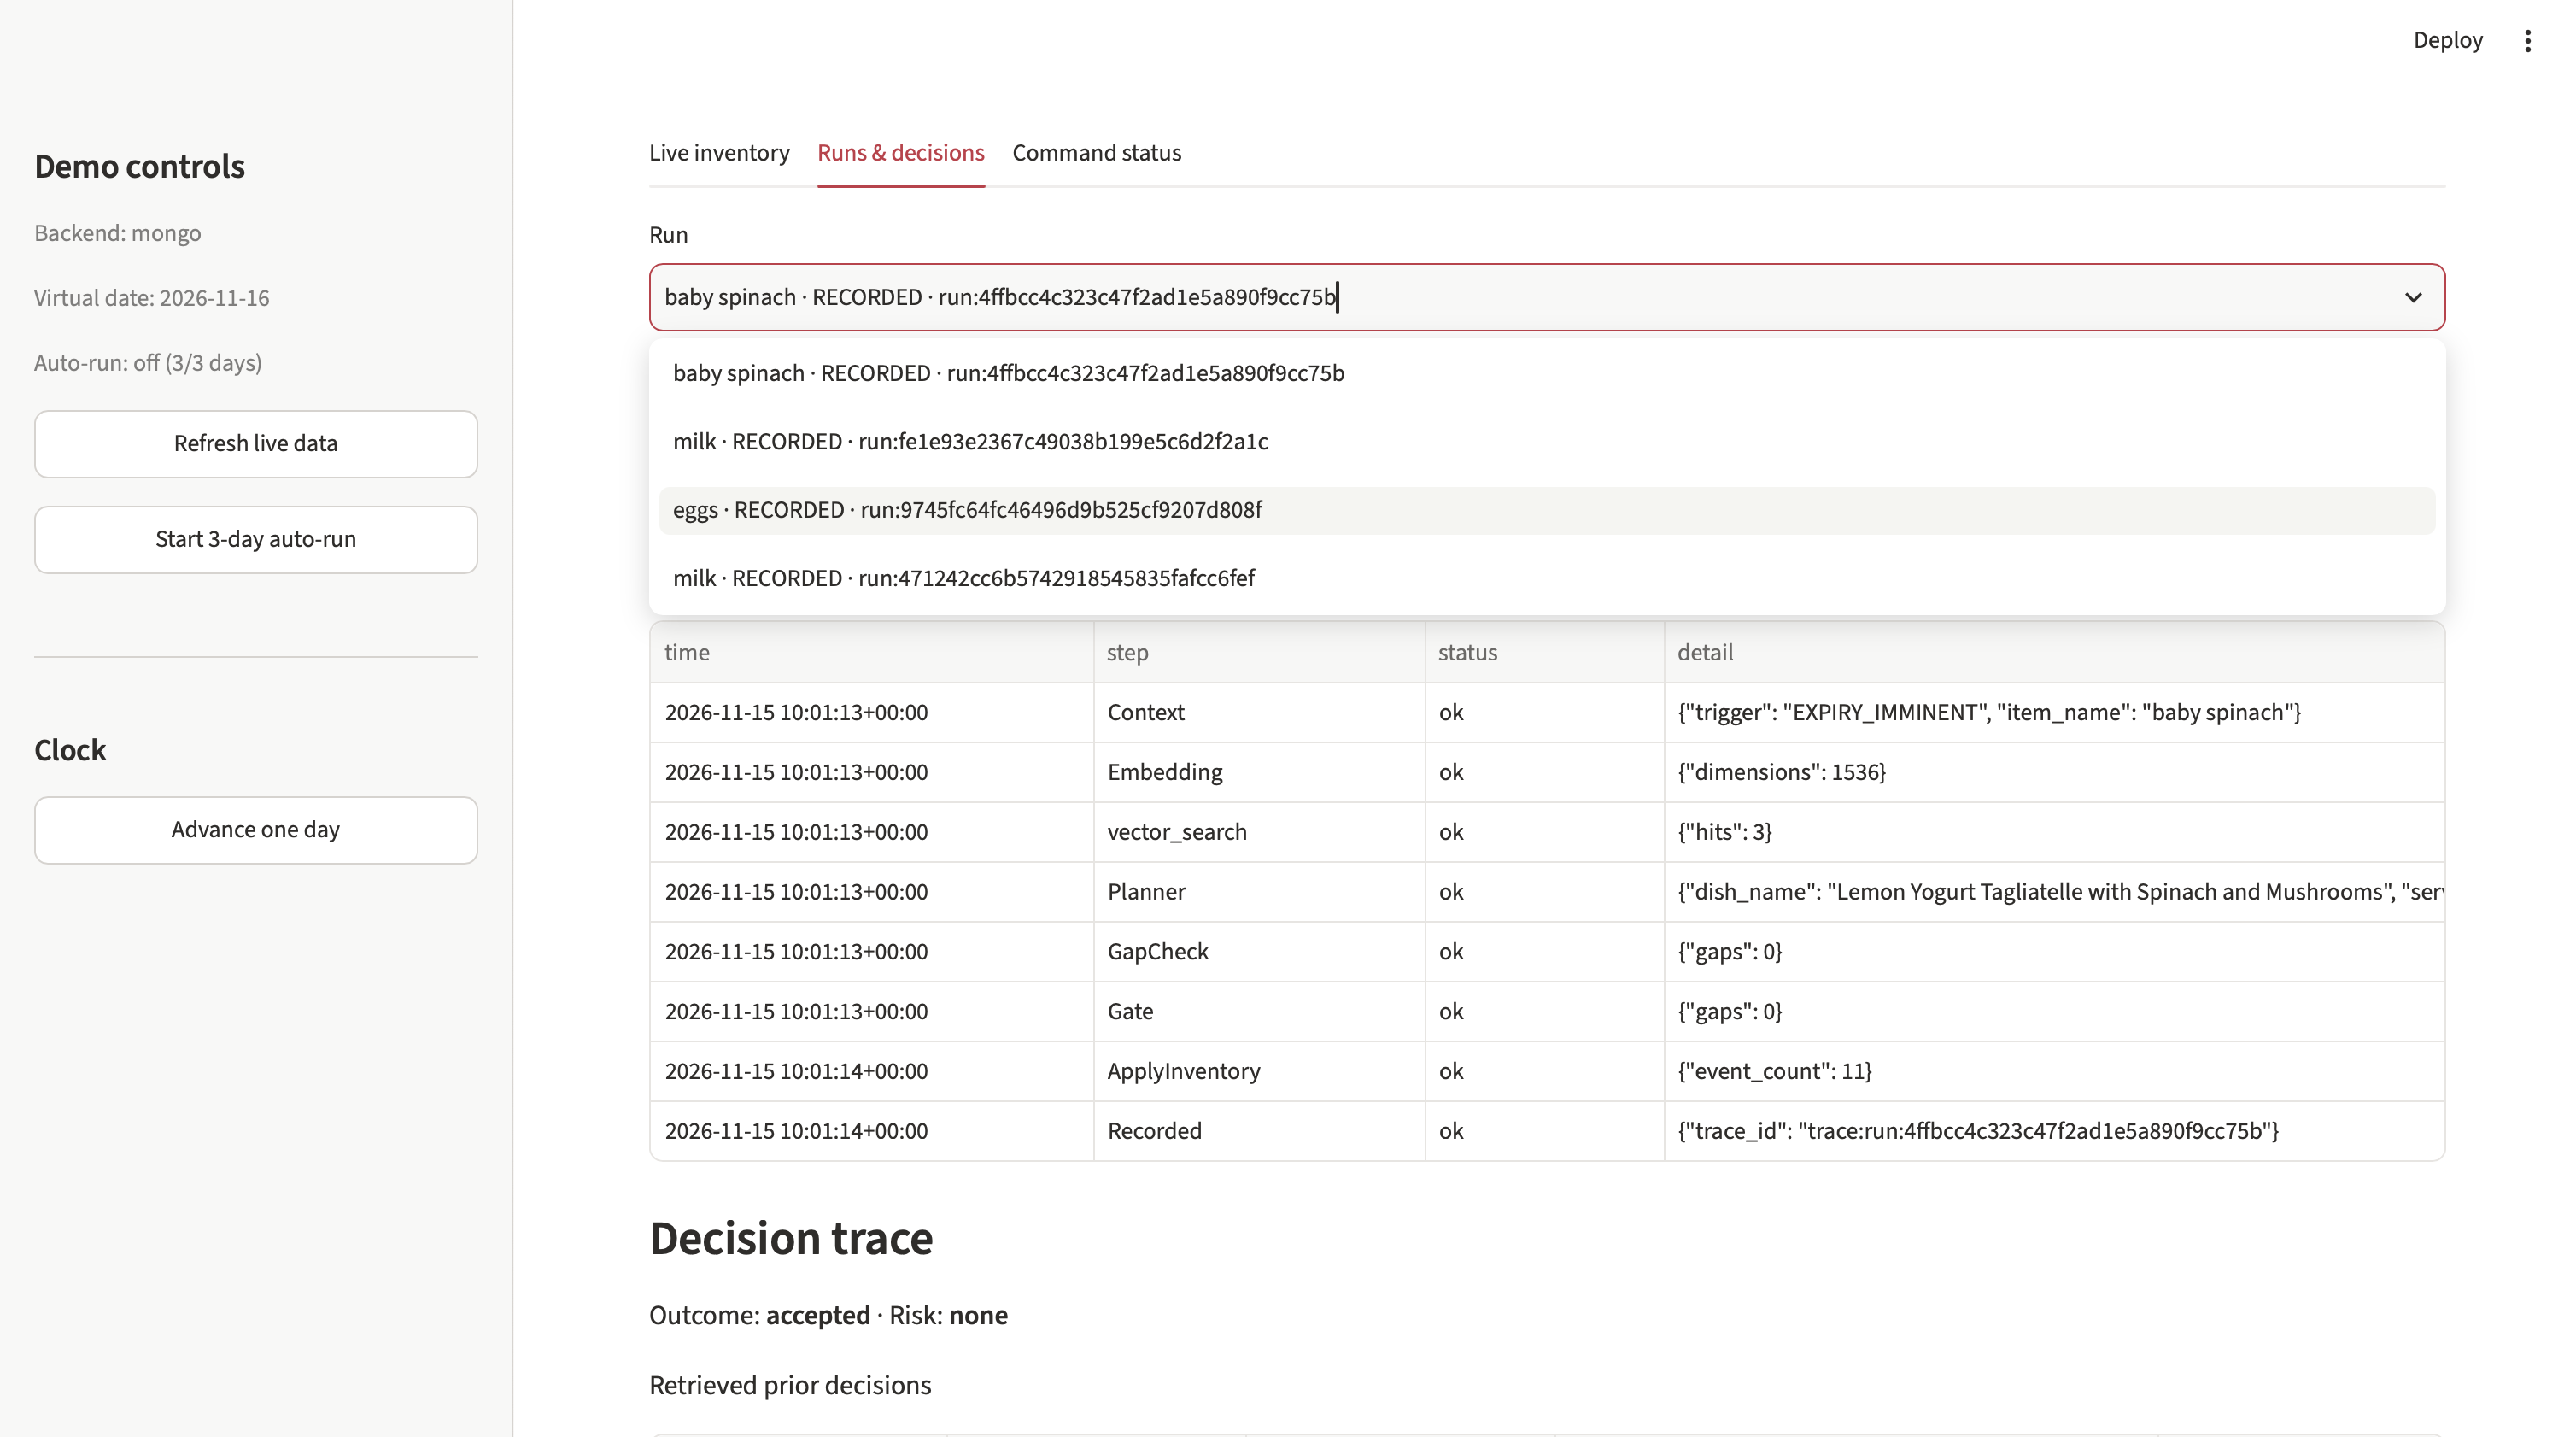 Deploy
Demo controls
Backend: mongo
Virtual date: 2026-11-16
Auto-run: off (3/3 days)
Refresh live data
Start 3-day auto-run
Clock
Advance one day
Live inventory Runs & decisions Command status
Run
baby spinach · RECORDED · run:4ffbcc4c323c47f2ad1e5a890f9cc75b
baby spinach · RECORDED · run:4ffbcc4c323c47f2ad1e5a890f9cc75b
milk · RECORDED · run:fe1e93e2367c49038b199e5c6d2f2a1c
eggs · RECORDED · run:9745fc64fc46496d9b525cf9207d808f
milk · RECORDED · run:471242cc6b5742918545835fafcc6fef
time step status detail
2026-11-15 10:01:13+00:00 Context ok {"trigger": "EXPIRY_IMMINENT", "item_name": "baby spinach"}
2026-11-15 10:01:13+00:00 Embedding ok {"dimensions": 1536}
2026-11-15 10:01:13+00:00 vector_search ok {"hits": 3}
2026-11-15 10:01:13+00:00 Planner ok {"dish_name": "Lemon Yogurt Tagliatelle with Spinach and Mushrooms", "serv
2026-11-15 10:01:13+00:00 GapCheck ok {"gaps": 0}
2026-11-15 10:01:13+00:00 Gate ok {"gaps": 0}
2026-11-15 10:01:14+00:00 ApplyInventory ok {"event_count": 11}
2026-11-15 10:01:14+00:00 Recorded ok {"trace_id": "trace:run:4ffbcc4c323c47f2ad1e5a890f9cc75b"}
Decision trace
Outcome: accepted · Risk: none
Retrieved prior decisions